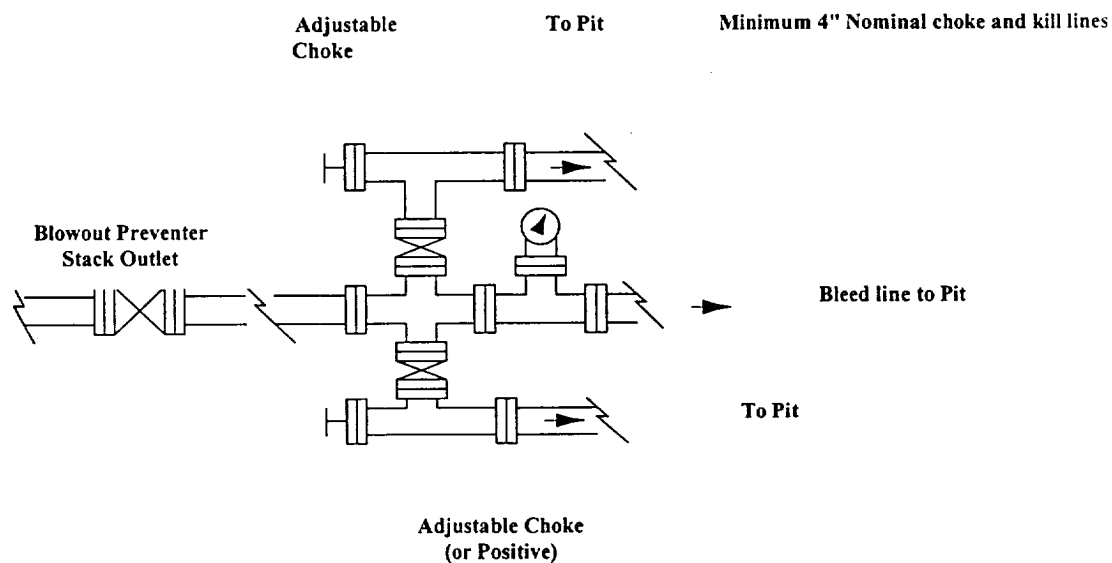 Adjustable
Choke
To Pit
Minimum 4" Nominal choke and kill lines
Blowout Preventer
Stack Outlet
Bleed line to Pit
To Pit
Adjustable Choke
(or Positive)